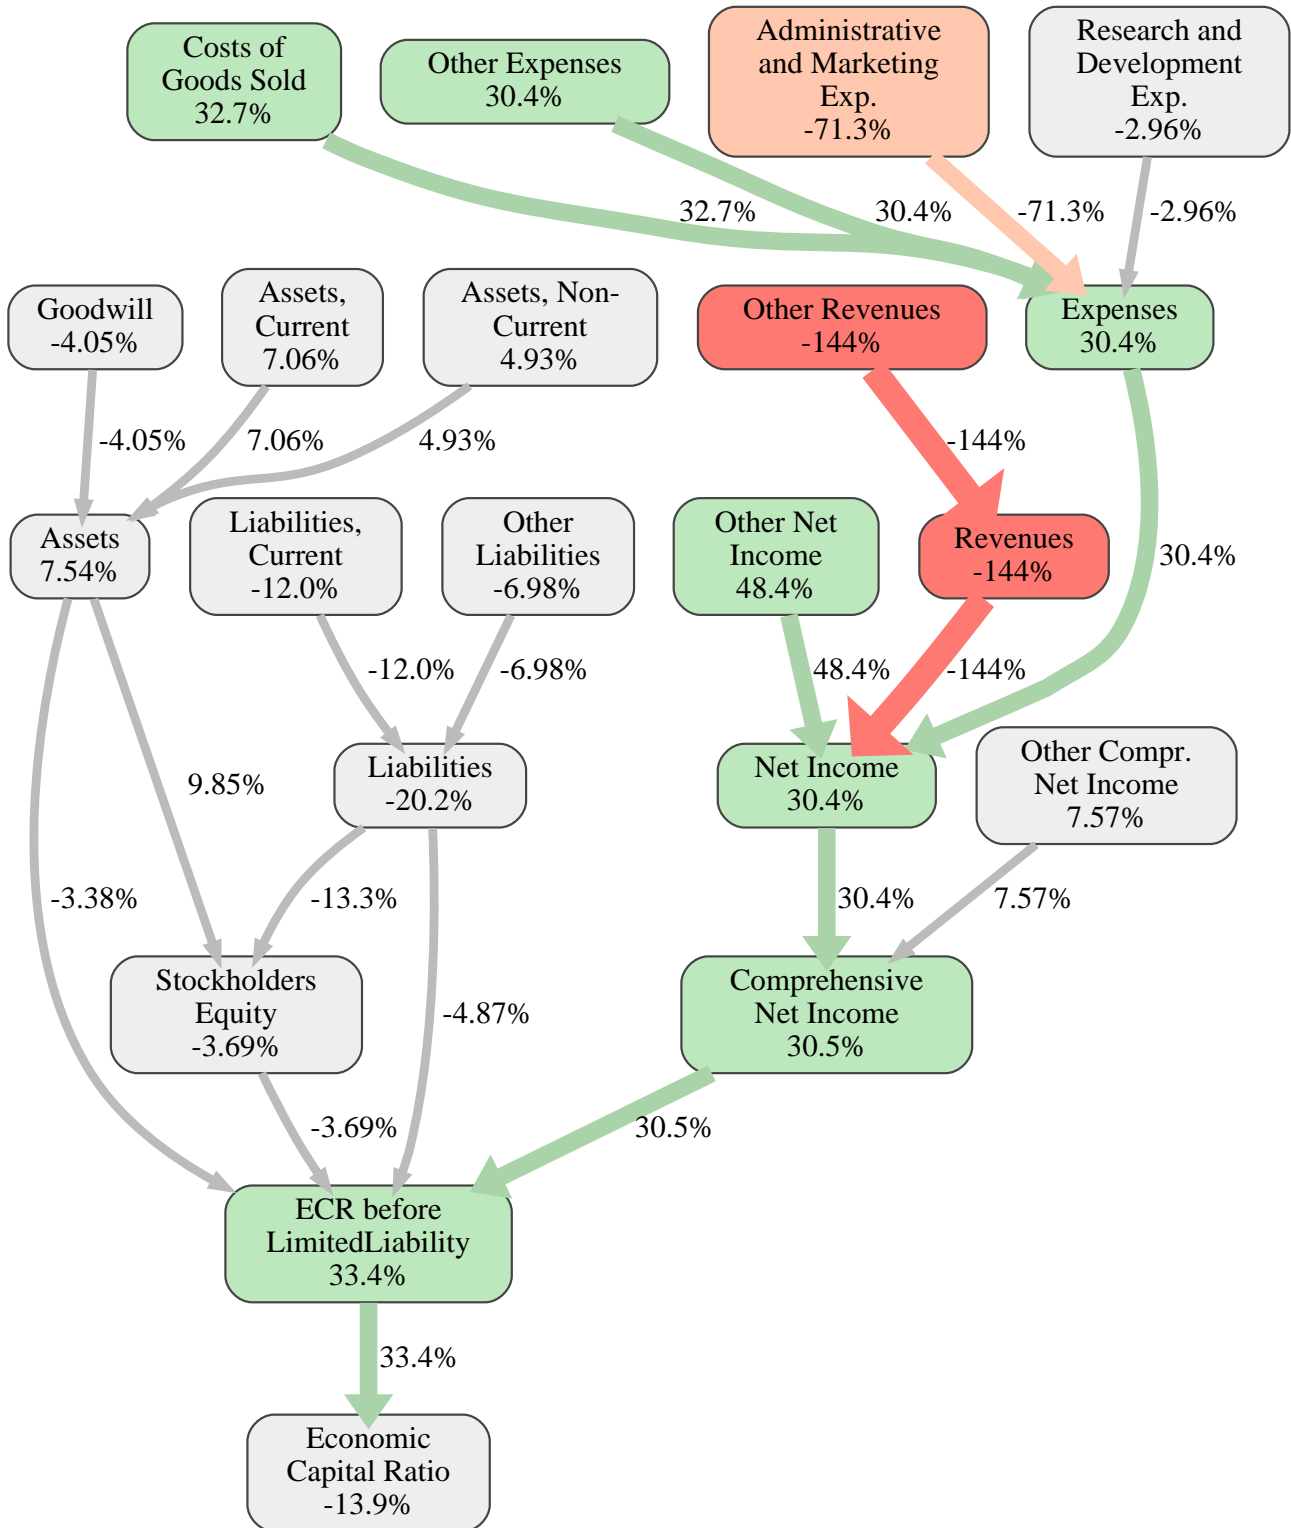 Costs of
Goods Sold
32.7%
Other Expenses
30.4%
Administrative
and Marketing
Exp.
-71.3%
Research and
Development
Exp.
-2.96%
32.7%
30.4%
-71.3%
-2.96%
Goodwill
-4.05%
Assets,
Current
7.06%
Assets, Non-
Current
4.93%
Other Revenues
-144%
Expenses
30.4%
-4.05%
7.06%
4.93%
-144%
Assets
7.54%
Liabilities,
Current
-12.0%
Other
Liabilities
-6.98%
Other Net
Income
48.4%
Revenues
-144%
30.4%
-12.0%
-6.98%
48.4%
-144%
9.85%
Liabilities
-20.2%
Net Income
30.4%
Other Compr.
Net Income
7.57%
-3.38%
-13.3%
30.4%
7.57%
Stockholders
Equity
-3.69%
-4.87%
Comprehensive
Net Income
30.5%
-3.69%
30.5%
ECR before
LimitedLiability
33.4%
33.4%
Economic
Capital Ratio
-13.9%